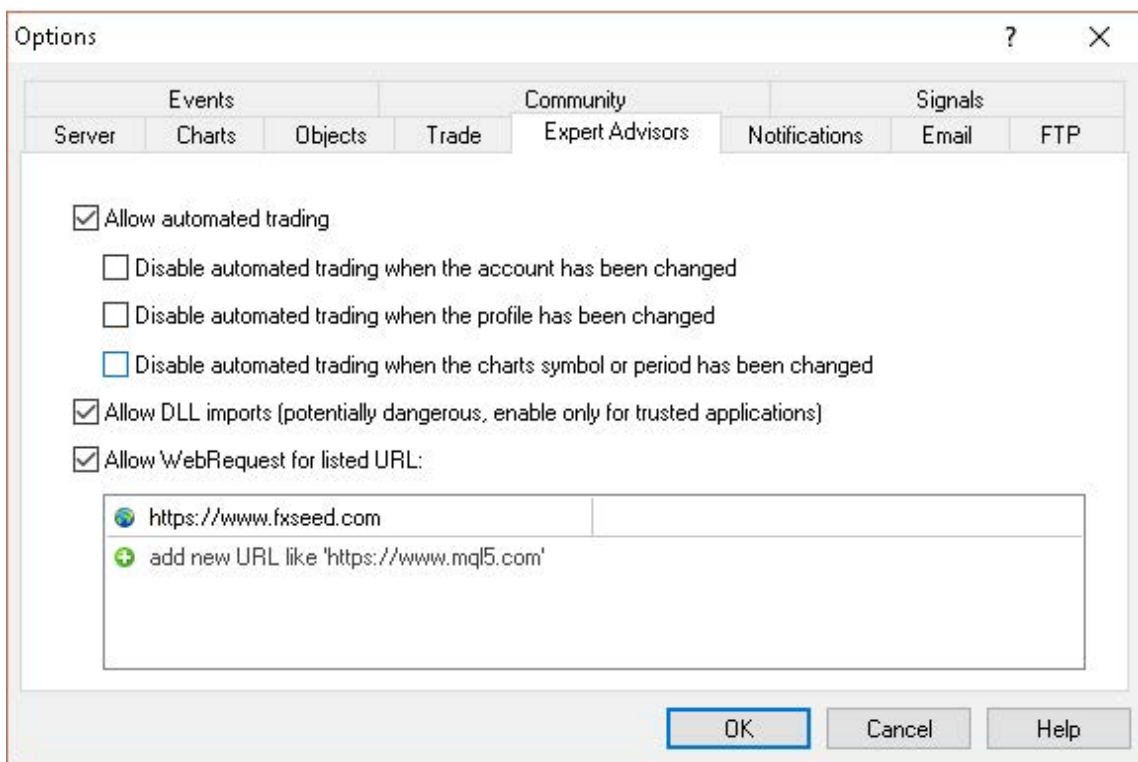 Options ?
Events Community Signals
Server Charts Objects Trade Expert Advisors Notifications Email FTP
Allow automated trading
Disable automated trading when the account has been changed
Disable automated trading when the profile has been changed
Disable automated trading when the charts symbol or period has been changed
Allow DLL imports (potentially dangerous, enable only for trusted applications)
Allow WebRequest for listed URL:
https://www.fxseed.com
add new URL like 'https://www.mql5.com'
OK Cancel Help